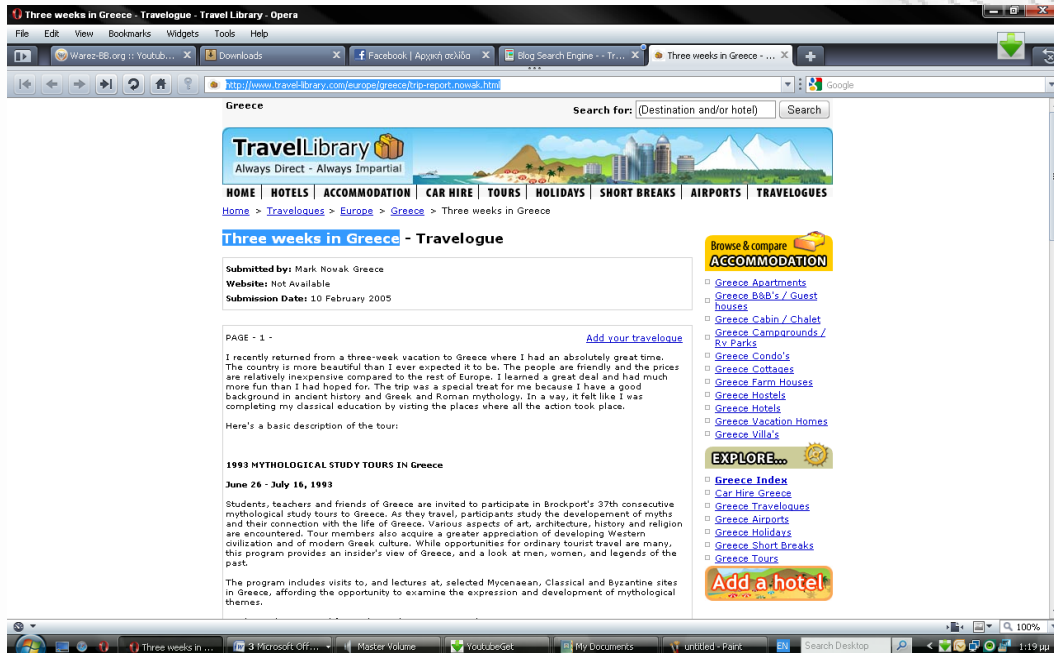 Three weeks in Greece - Travelogue - Travel Library - Opera
File Edit View Bookmarks Widgets Tools Help
Warez-BB.org :: Youtub... X Downloads X Facebook | Αρχική σελίδα X Blog Search Engine - - Tr... X Three weeks in Greece - ... X
http://www.travel-library.com/europe/greece/trip-report.nowak.html Google
Greece Search for: (Destination and/or hotel) Search
TravelLibrary
Always Direct - Always Impartial
HOME | HOTELS | ACCOMMODATION | CAR HIRE | TOURS | HOLIDAYS | SHORT BREAKS | AIRPORTS | TRAVELOGUES
Home > Travelogues > Europe > Greece > Three weeks in Greece
Three weeks in Greece - Travelogue
Submitted by: Mark Novak Greece
Website: Not Available
Submission Date: 10 February 2005
PAGE - 1 - Add your travelogue
I recently returned from a three-week vacation to Greece where I had an absolutely great time.
The country is more beautiful than I ever expected it to be. The people are friendly and the prices
are relatively inexpensive compared to the rest of Europe. I learned a great deal and had much
more fun than I had hoped for. The trip was a special treat for me because I have a good
background in ancient history and Greek and Roman mythology. In a way, it felt like I was
completing my classical education by visting the places where all the action took place.
Here's a basic description of the tour:
1993 MYTHOLOGICAL STUDY TOURS IN Greece
June 26 - July 16, 1993
Students, teachers and friends of Greece are invited to participate in Brockport's 37th consecutive
mythological study tours to Greece. As they travel, participants study the developement of myths
and their connection with the life of Greece. Various aspects of art, architecture, history and religion
are encountered. Tour members also acquire a greater appreciation of developing Western
civilization and of modern Greek culture. While opportunities for ordinary tourist travel are many,
this program provides an insider's view of Greece, and a look at men, women, and legends of the
past.
The program includes visits to, and lectures at, selected Mycenaean, Classical and Byzantine sites
in Greece, affording the opportunity to examine the expression and development of mythological
themes.
Browse & compare
ACCOMMODATION
Greece Apartments
Greece B&B's / Guest
houses
Greece Cabin / Chalet
Greece Campgrounds /
Rv Parks
Greece Condo's
Greece Cottages
Greece Farm Houses
Greece Hostels
Greece Hotels
Greece Vacation Homes
Greece Villa's
EXPLORE...
Greece Index
Car Hire Greece
Greece Travelogues
Greece Airports
Greece Holidays
Greece Short Breaks
Greece Tours
Add a hotel
100%
Three weeks in ... 3 Microsoft Off... Master Volume YoutubeGet My Documents untitled - Paint EN Search Desktop 1:19 μμ